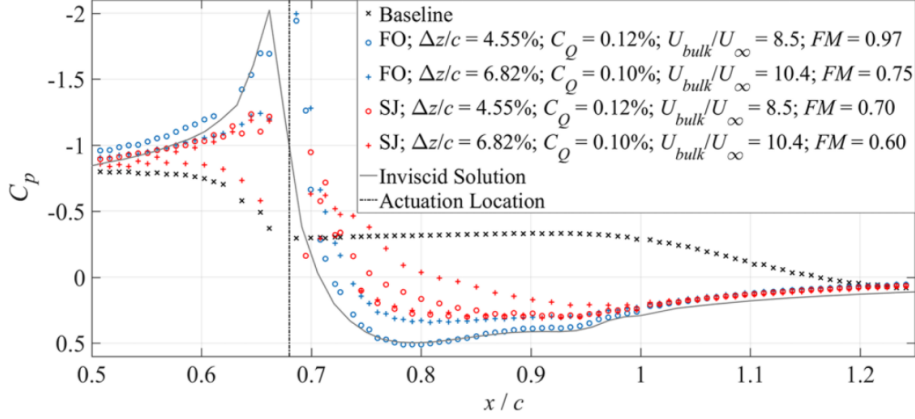 -2
-1.5
-1
-0.5
0
0.5
C_p
× Baseline
FO; Δz/c = 4.55%; C_Q = 0.12%; U_bulk/U_∞ = 8.5; FM = 0.97
FO; Δz/c = 6.82%; C_Q = 0.10%; U_bulk/U_∞ = 10.4; FM = 0.75
SJ; Δz/c = 4.55%; C_Q = 0.12%; U_bulk/U_∞ = 8.5; FM = 0.70
SJ; Δz/c = 6.82%; C_Q = 0.10%; U_bulk/U_∞ = 10.4; FM = 0.60
Inviscid Solution
Actuation Location
0.5 0.6 0.7 0.8 0.9 1 1.1 1.2
x / c